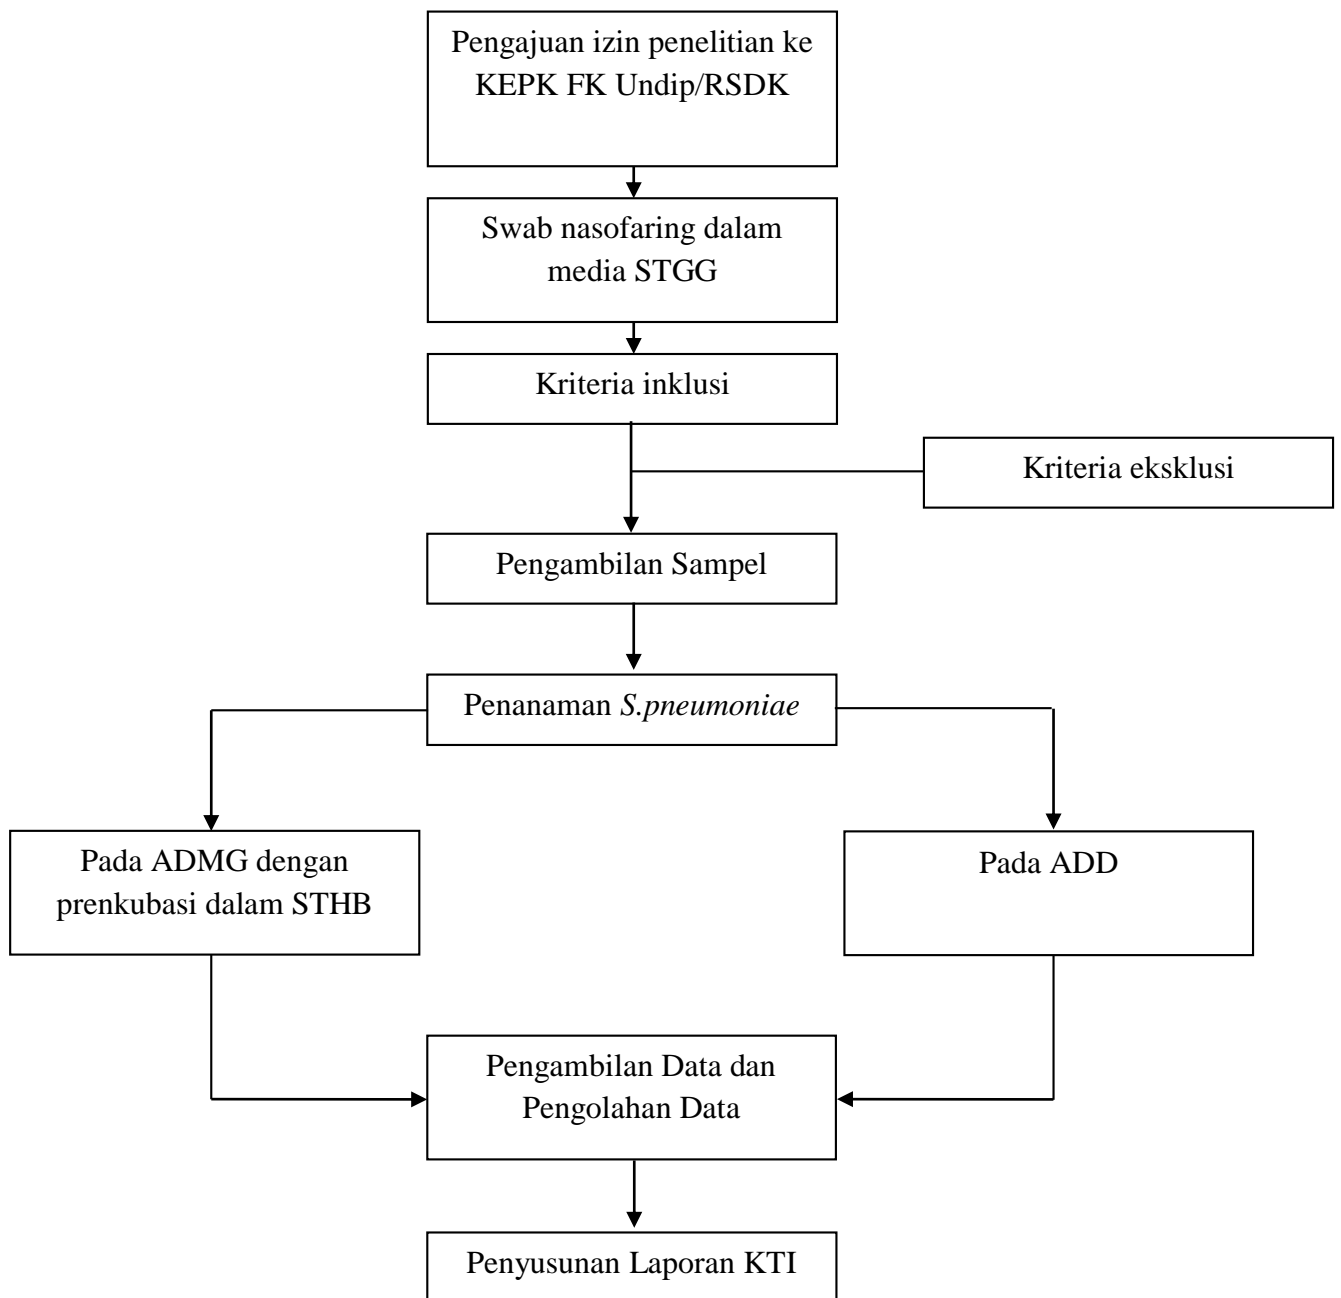 Pengajuan izin penelitian ke
KEPK FK Undip/RSDK
Swab nasofaring dalam
media STGG
Kriteria inklusi
Kriteria eksklusi
Pengambilan Sampel
Penanaman S.pneumoniae
Pada ADMG dengan
prenkubasi dalam STHB
Pada ADD
Pengambilan Data dan
Pengolahan Data
Penyusunan Laporan KTI